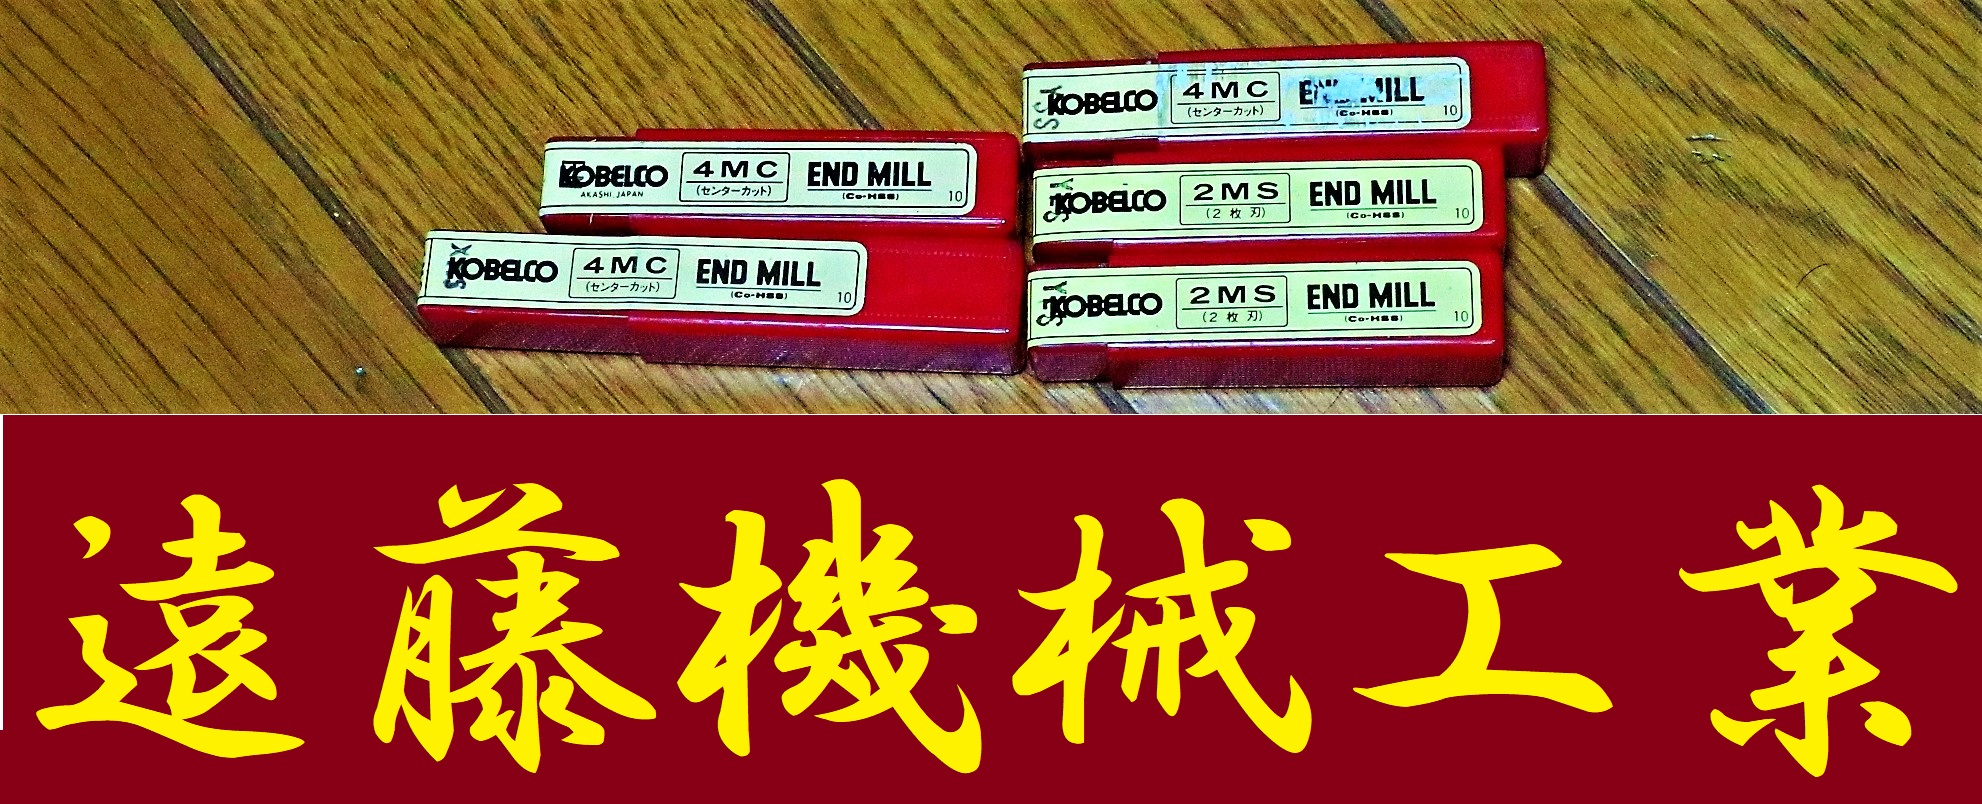 KOBELCO 4MC END MILL
(センターカット) (Co-HSS) 10
KOBELCO 4MC END MILL
AKASHI, JAPAN (センターカット) (Co-HSS) 10
KOBELCO 2MS END MILL
(2枚刃) (Co-HSS) 10
KOBELCO 4MC END MILL
(センターカット) (Co-HSS) 10
KOBELCO 2MS END MILL
(2枚刃) (Co-HSS) 10
遠藤機械工業